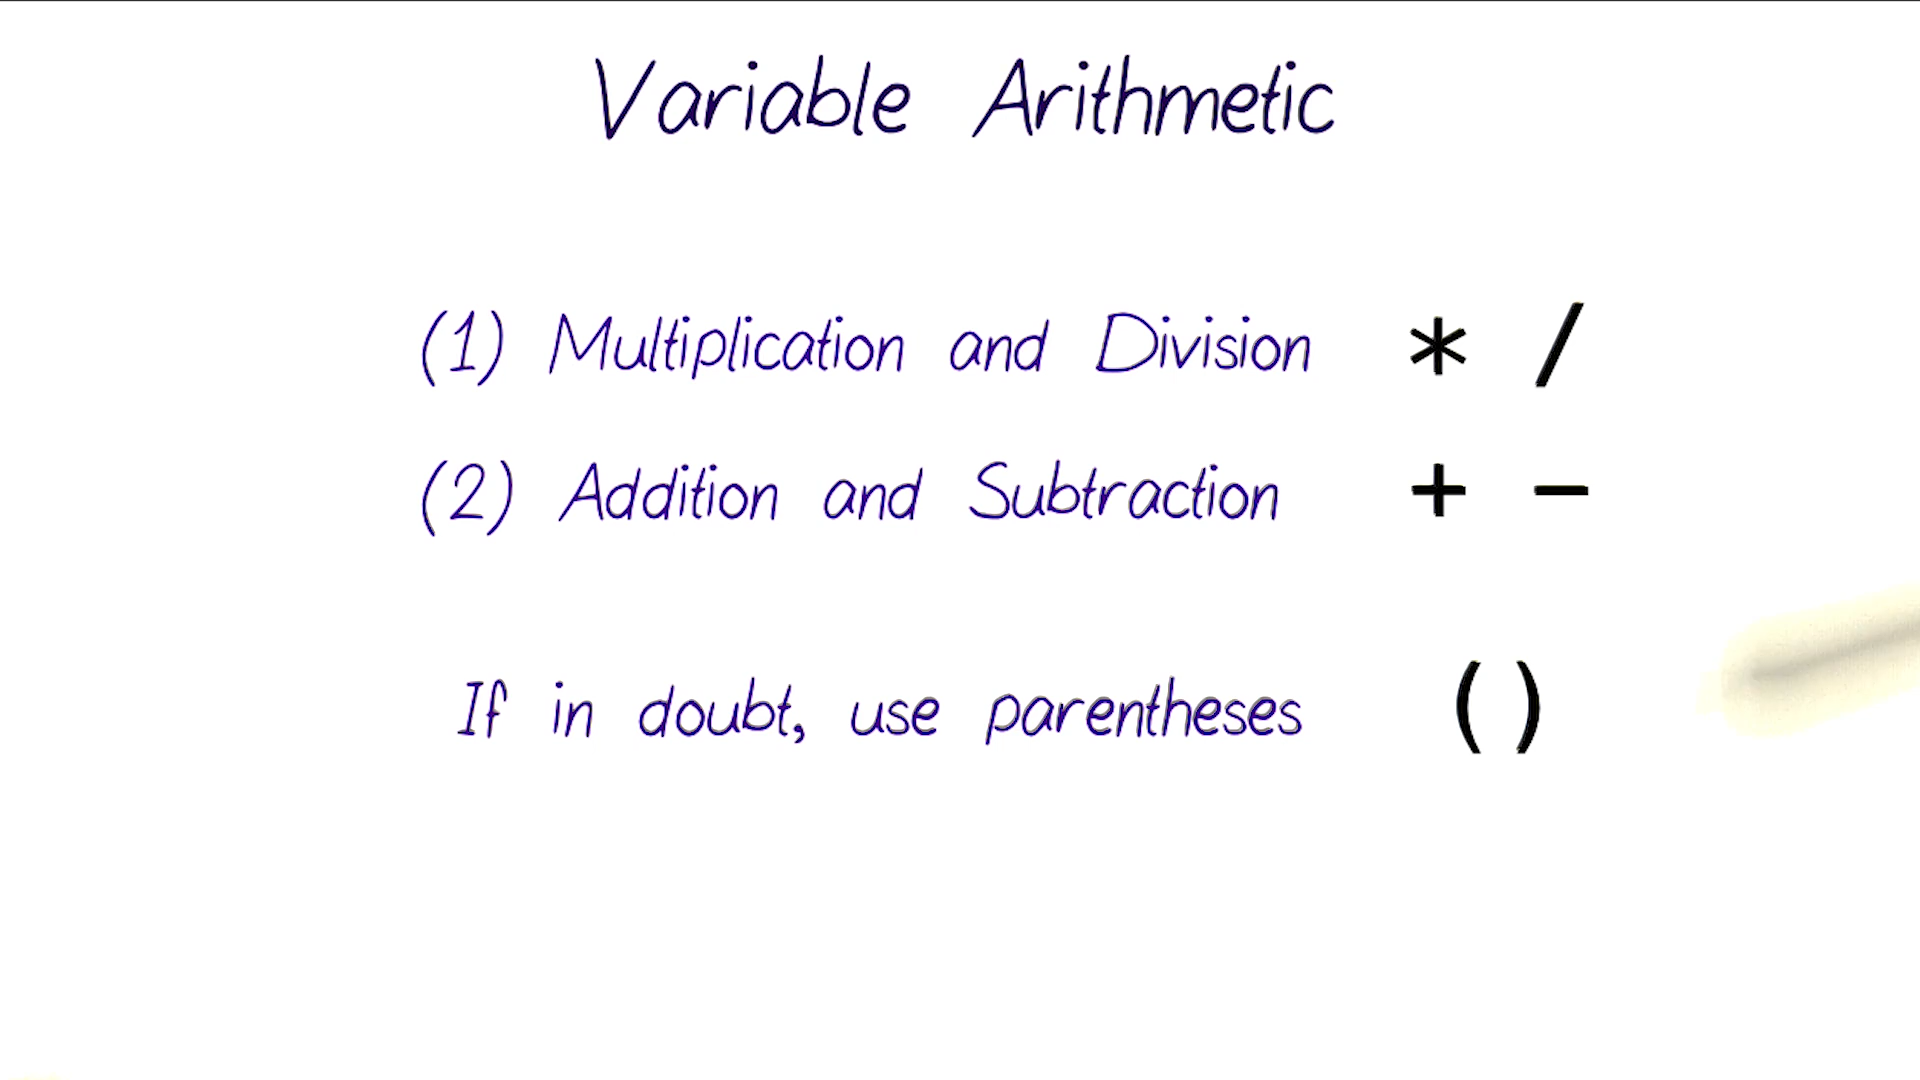 Variable Arithmetic
(1) Multiplication and Division * /
(2) Addition and Subtraction + -
If in doubt, use parentheses ()